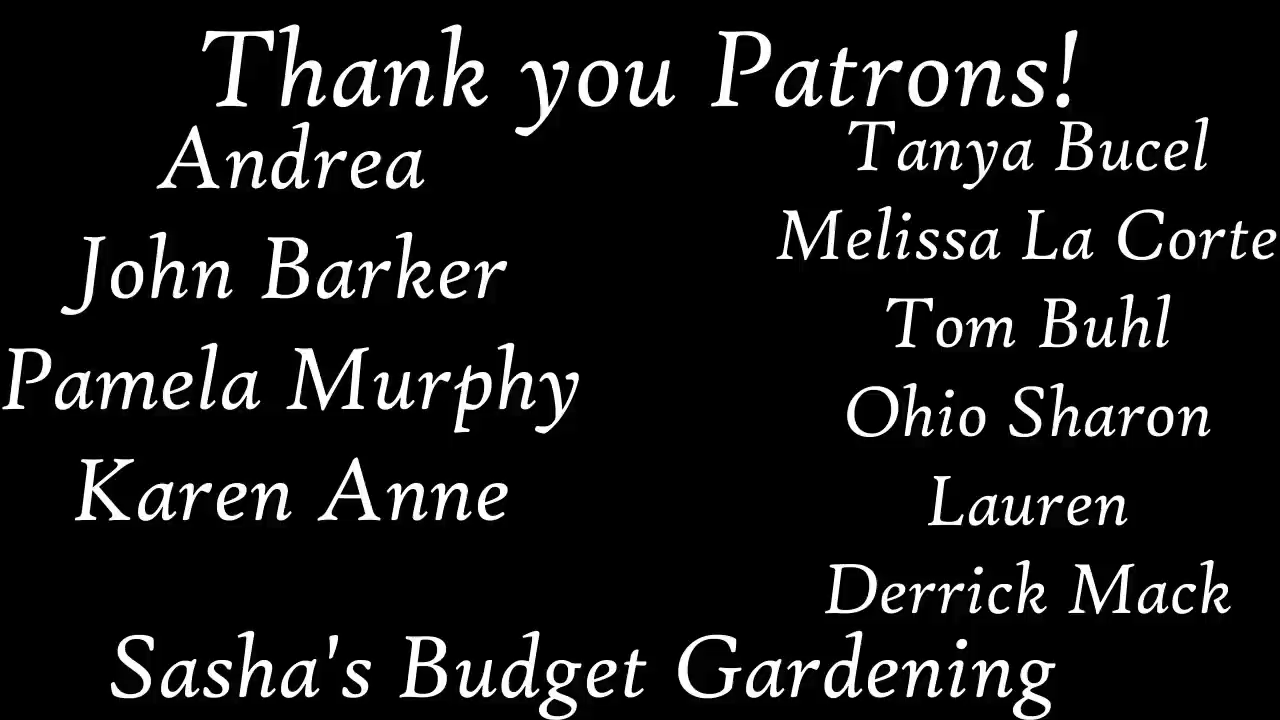 Thank you Patrons!
Andrea
John Barker
Pamela Murphy
Karen Anne
Tanya Bucel
Melissa La Corte
Tom Buhl
Ohio Sharon
Lauren
Derrick Mack
Sasha's Budget Gardening